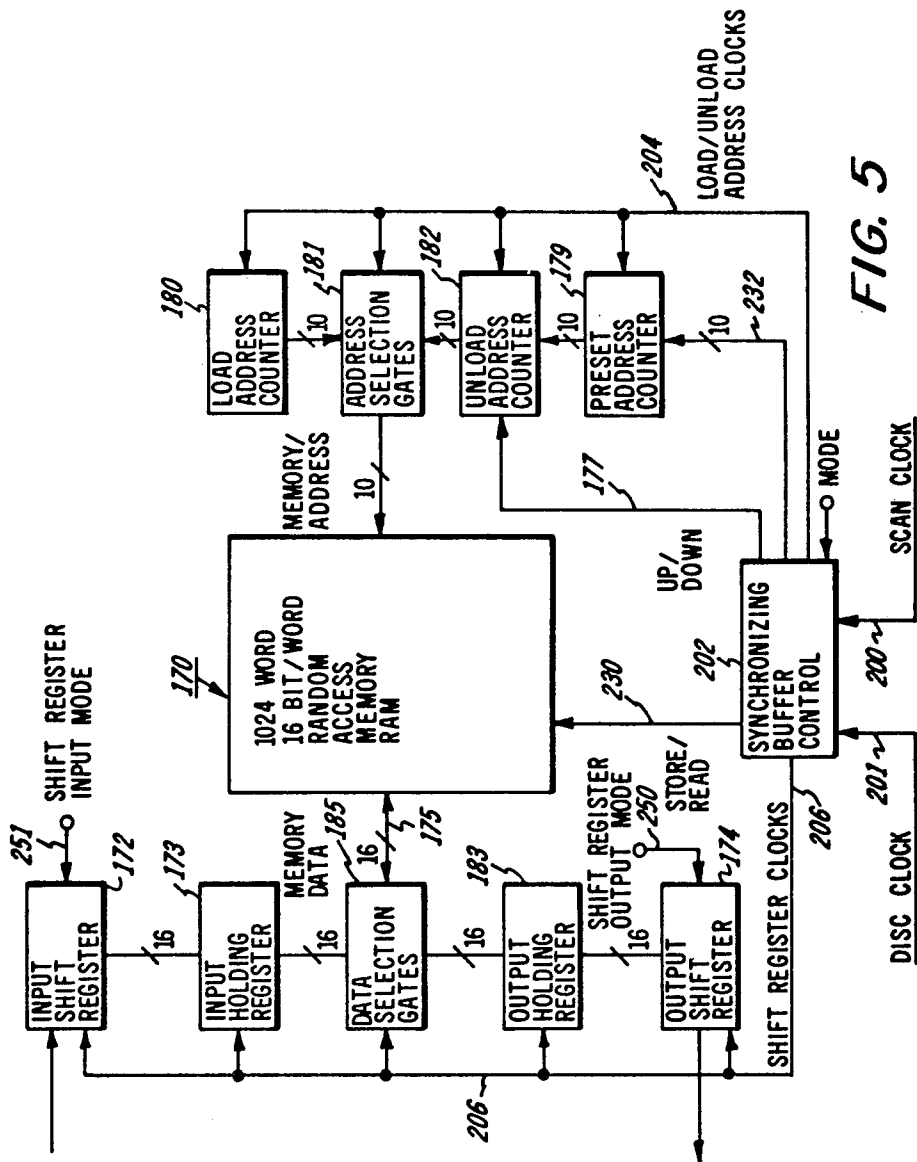 251
SHIFT REGISTER
INPUT MODE
INPUT
SHIFT
REGISTER
172
16
INPUT
HOLDING
REGISTER
173
16
MEMORY
DATA
185
DATA
SELECTION
GATES
16
175
16
OUTPUT
HOLDING
REGISTER
183
16
SHIFT REGISTER
OUTPUT MODE
250
OUTPUT
SHIFT
REGISTER
174
206
170
1024 WORD
16 BIT/WORD
RANDOM
ACCESS
MEMORY
RAM
MEMORY/
ADDRESS
10
180
LOAD
ADDRESS
COUNTER
10
181
ADDRESS
SELECTION
GATES
10
182
UNLOAD
ADDRESS
COUNTER
10
179
PRESET
ADDRESS
COUNTER
10
232
204
LOAD/UNLOAD
ADDRESS CLOCKS
STORE/
READ
230
UP/
DOWN
177
202
SYNCHRONIZING
BUFFER
CONTROL
MODE
SHIFT REGISTER CLOCKS
206
201
DISC CLOCK
200
SCAN CLOCK
FIG. 5